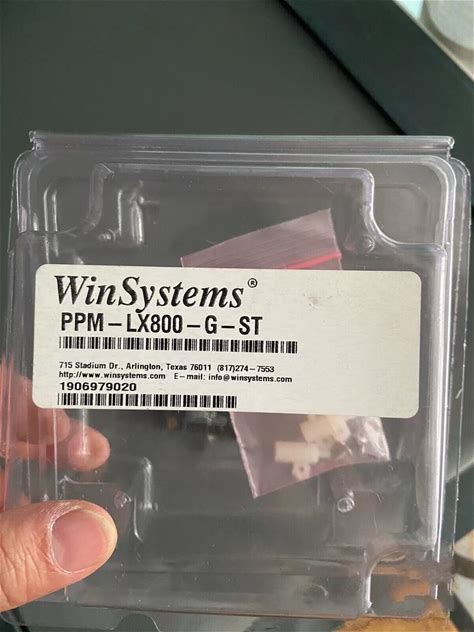 WinSystems®
PPM-LX800-G-ST
715 Stadium Dr., Arlington, Texas 76011 (817)274-7553
http://www.winsystems.com E-mail: info@winsystems.com
1906979020